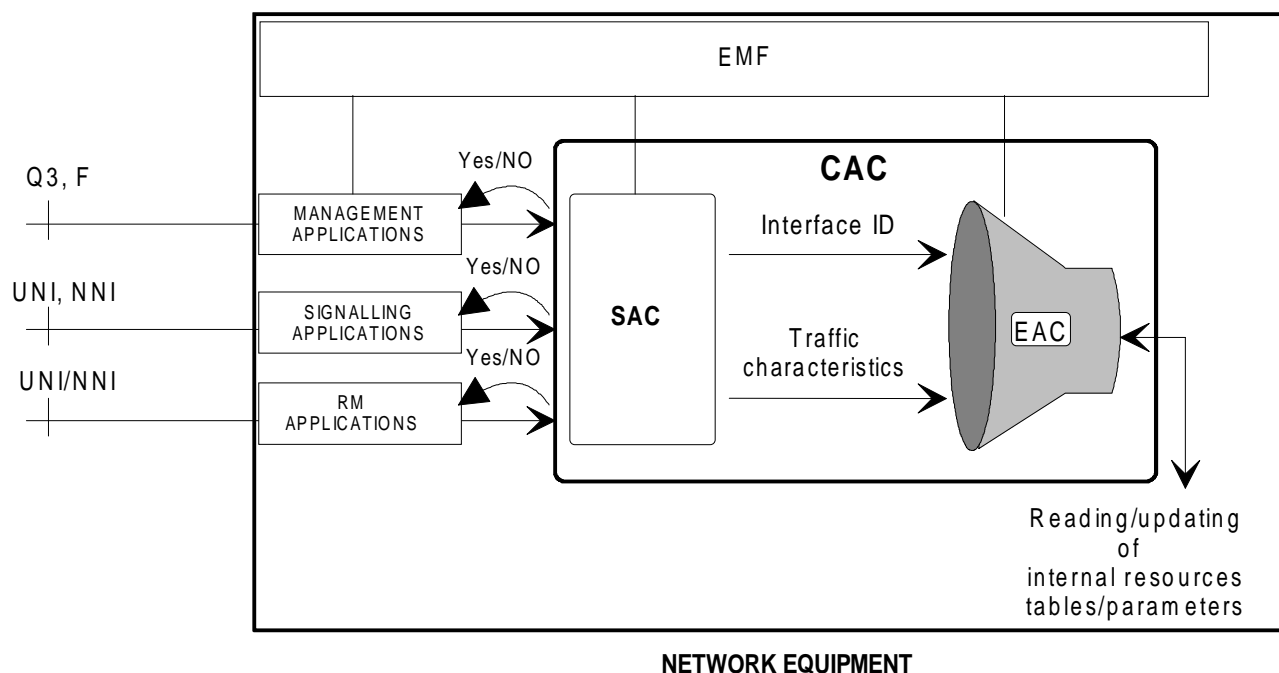 EMF
Q3, F
Yes/NO
CAC
MANAGEMENT
APPLICATIONS
Interface ID
UNI, NNI
Yes/NO
SIGNALLING
APPLICATIONS
SAC
EAC
Traffic
characteristics
UNI/NNI
Yes/NO
RM
APPLICATIONS
Reading/updating
of
internal resources
tables/parameters
NETWORK EQUIPMENT